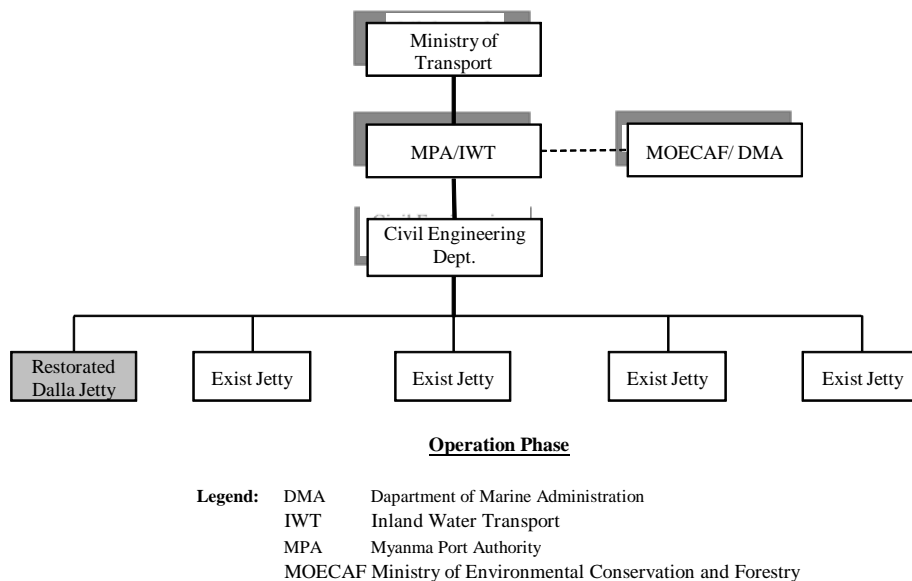 Ministry of
Transport
MPA/IWT
MOECAF/ DMA
Civil Engineering
Dept.
Restorated
Dalla Jetty
Exist Jetty
Exist Jetty
Exist Jetty
Exist Jetty
Operation Phase
Legend: DMA Dapartment of Marine Administration
IWT Inland Water Transport
MPA Myanma Port Authority
MOECAF Ministry of Environmental Conservation and Forestry